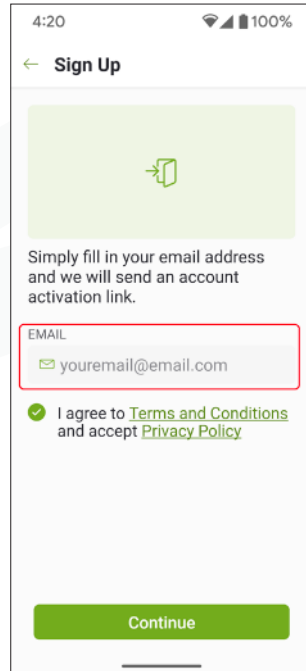 4:20
100%
Sign Up
Simply fill in your email address
and we will send an account
activation link.
EMAIL
youremail@email.com
I agree to Terms and Conditions
and accept Privacy Policy
Continue